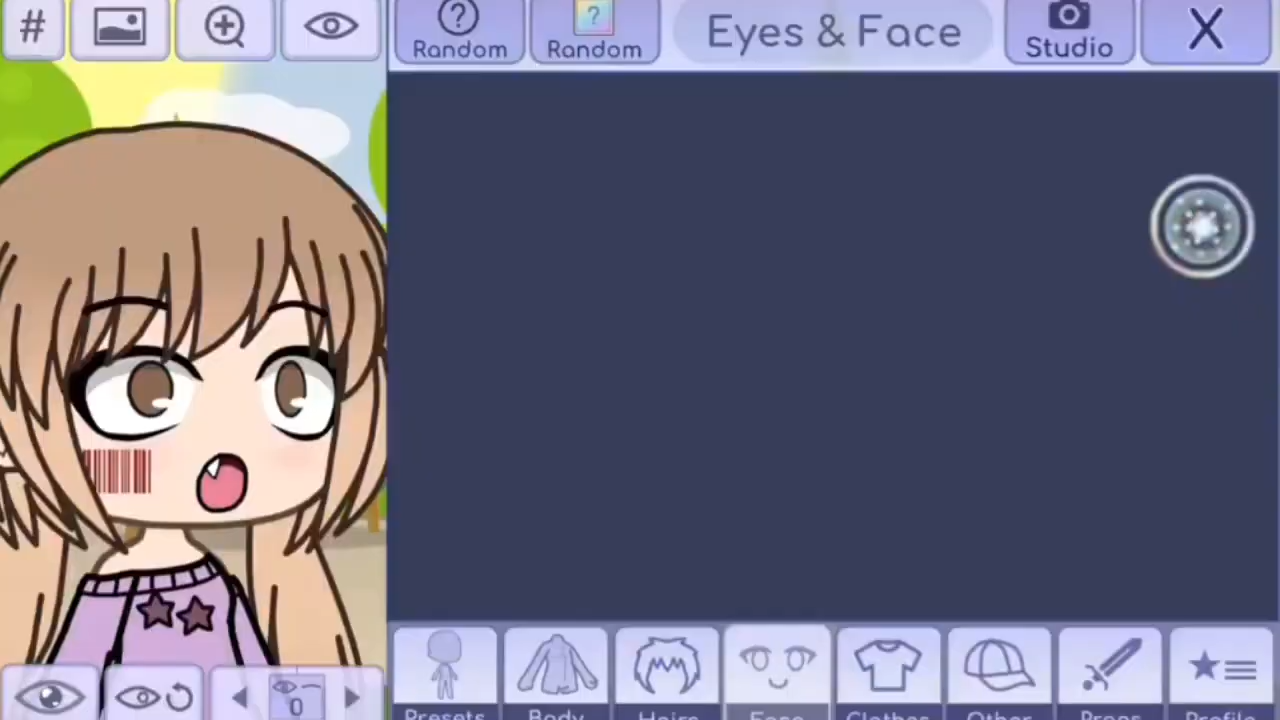 #
?
Random
?
Random
Eyes & Face
Studio
X
0
Presets
Body
Hairs
Face
Clothes
Other
Props
Profile